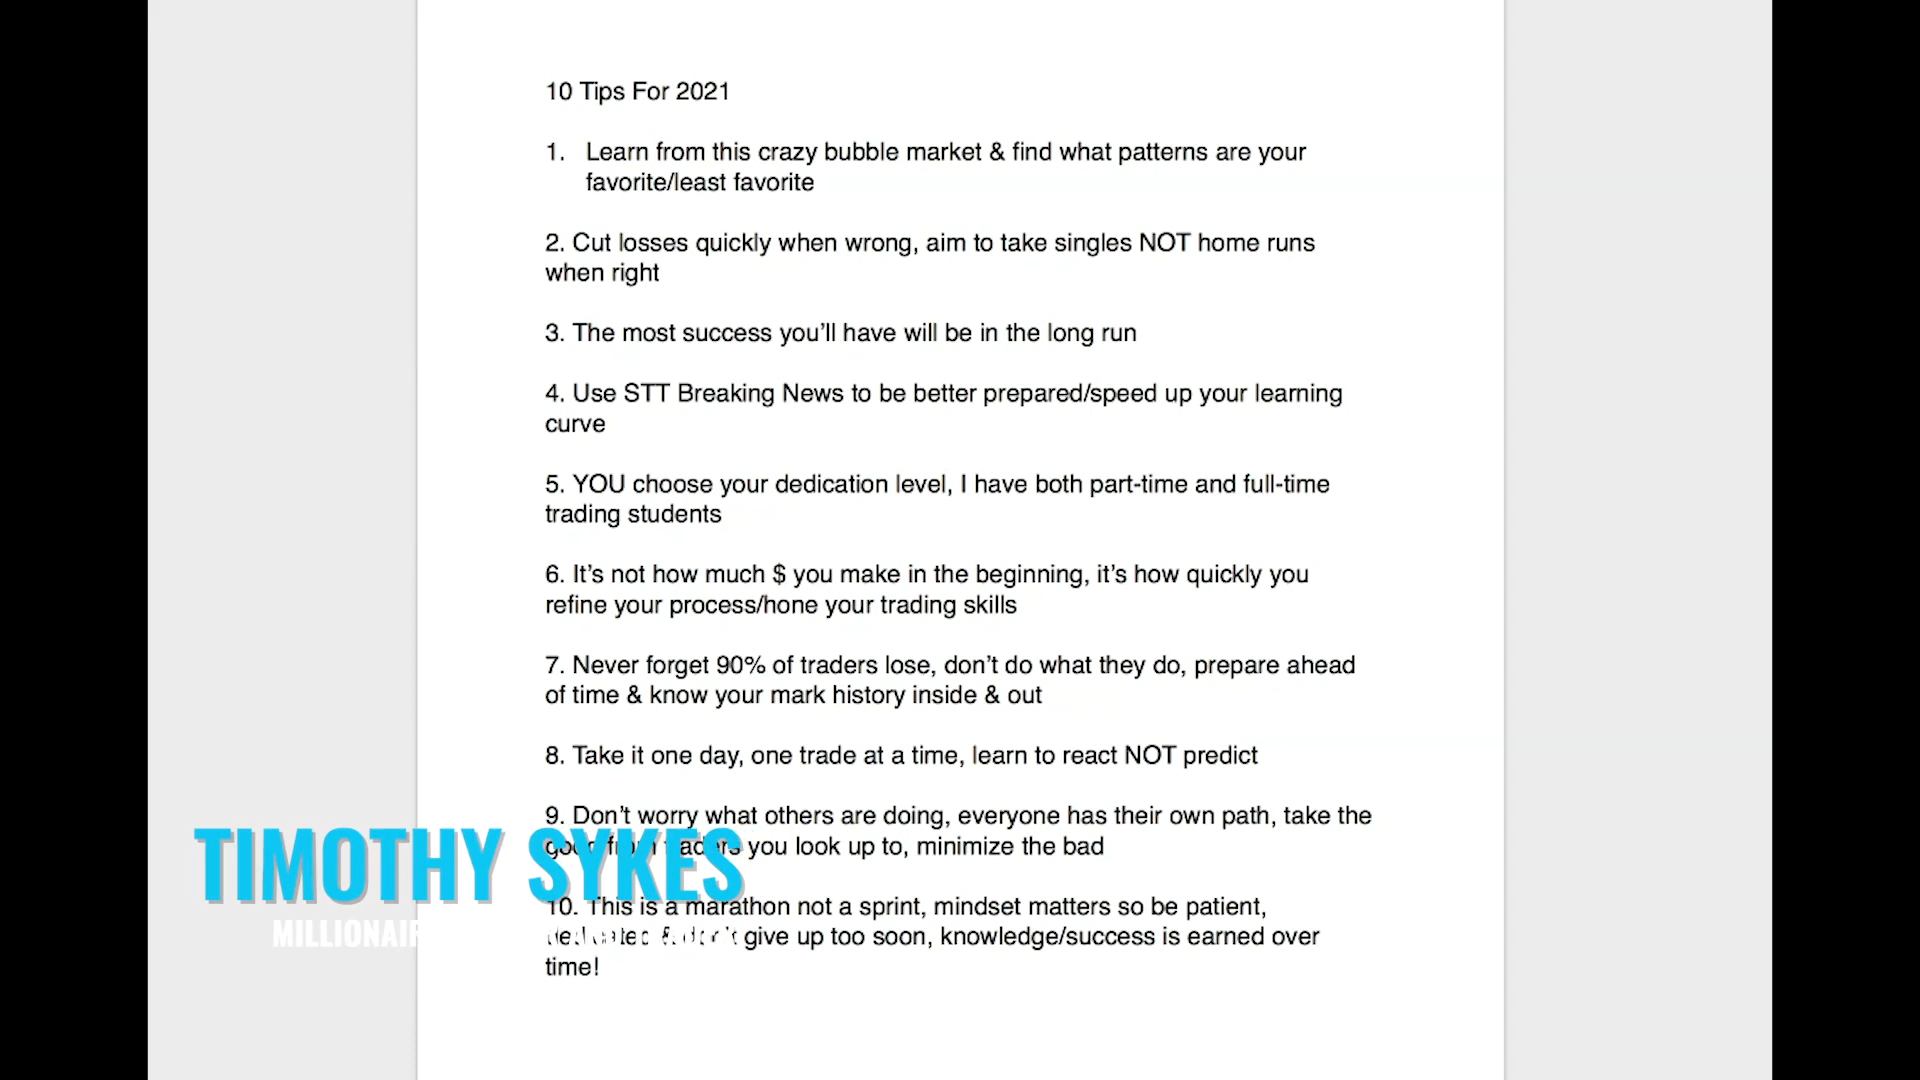 10 Tips For 2021
1. Learn from this crazy bubble market & find what patterns are your
favorite/least favorite
2. Cut losses quickly when wrong, aim to take singles NOT home runs
when right
3. The most success you’ll have will be in the long run
4. Use STT Breaking News to be better prepared/speed up your learning
curve
5. YOU choose your dedication level, I have both part-time and full-time
trading students
6. It’s not how much $ you make in the beginning, it’s how quickly you
refine your process/hone your trading skills
7. Never forget 90% of traders lose, don’t do what they do, prepare ahead
of time & know your mark history inside & out
8. Take it one day, one trade at a time, learn to react NOT predict
9. Don’t worry what others are doing, everyone has their own path, take the
good from traders you look up to, minimize the bad
TIMOTHY SYKES
10. This is a marathon not a sprint, mindset matters so be patient,
give up too soon, knowledge/success is earned over
time!